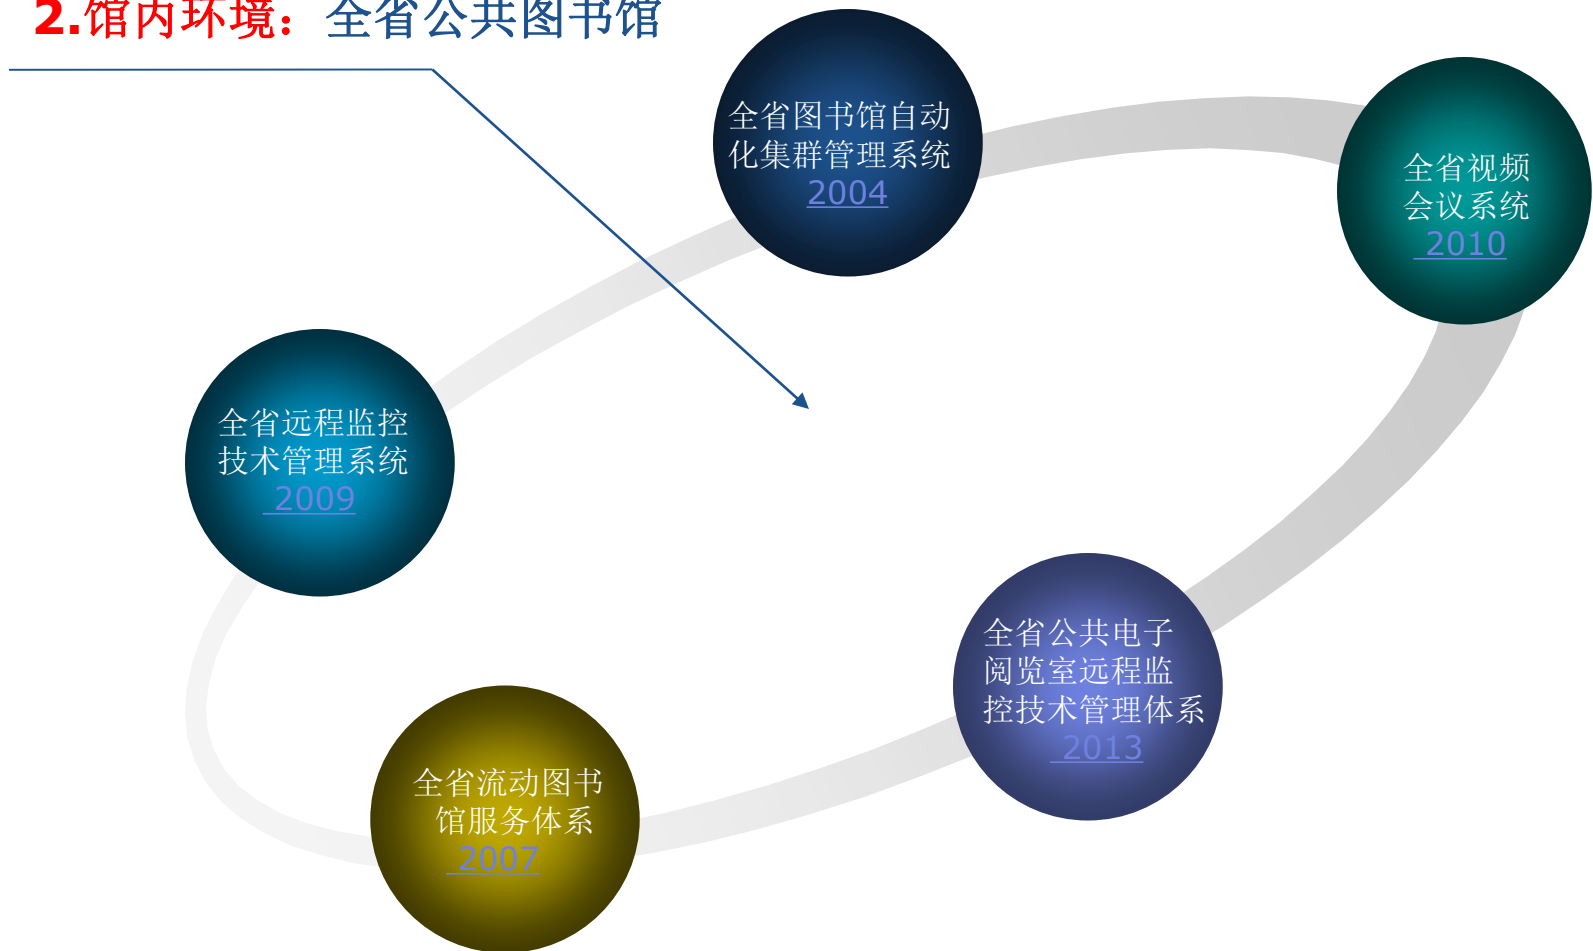 2.馆内环境：全省公共图书馆
全省图书馆自动
化集群管理系统
2004
全省视频
会议系统
2010
全省远程监控
技术管理系统
2009
全省公共电子
阅览室远程监
控技术管理体系
2013
全省流动图书
馆服务体系
2007